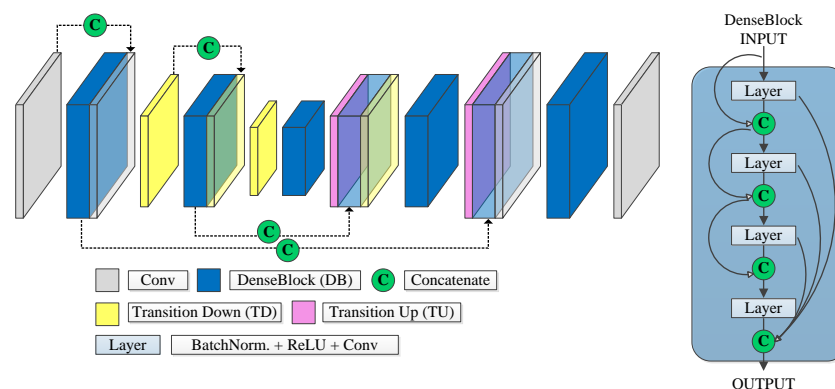 C
C
C
C
Conv
DenseBlock (DB)
C
Concatenate
Transition Down (TD)
Transition Up (TU)
Layer
BatchNorm. + ReLU + Conv
DenseBlock
INPUT
Layer
C
Layer
C
Layer
C
Layer
C
OUTPUT